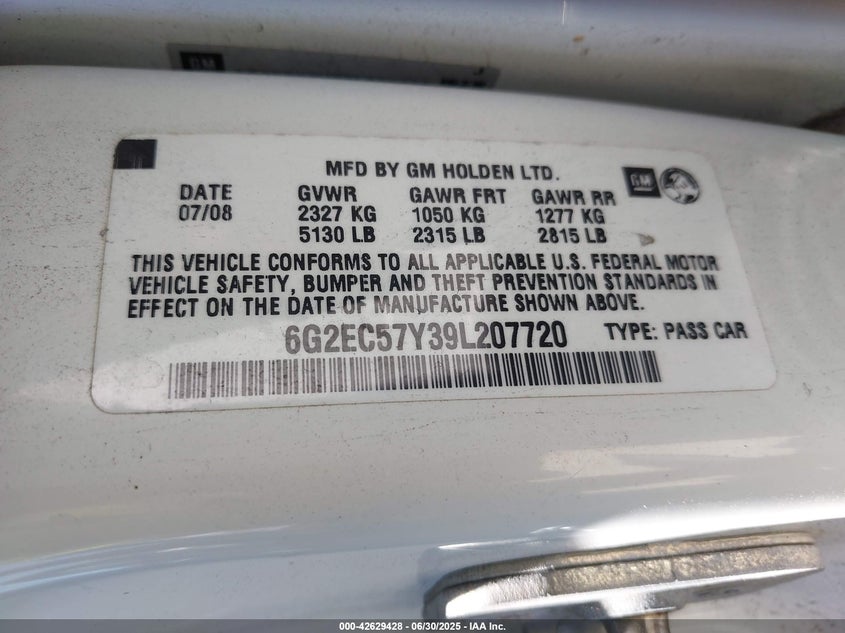 GM
MFD BY GM HOLDEN LTD.
GM
DATE GVWR GAWR FRT GAWR RR
07/08 2327 KG 1050 KG 1277 KG
5130 LB 2315 LB 2815 LB
THIS VEHICLE CONFORMS TO ALL APPLICABLE U.S. FEDERAL MOTOR
VEHICLE SAFETY, BUMPER AND THEFT PREVENTION STANDARDS IN
EFFECT ON THE DATE OF MANUFACTURE SHOWN ABOVE.
6G2EC57Y39L207720 TYPE: PASS CAR
000-42629428 - 06/30/2025 - IAA Inc.